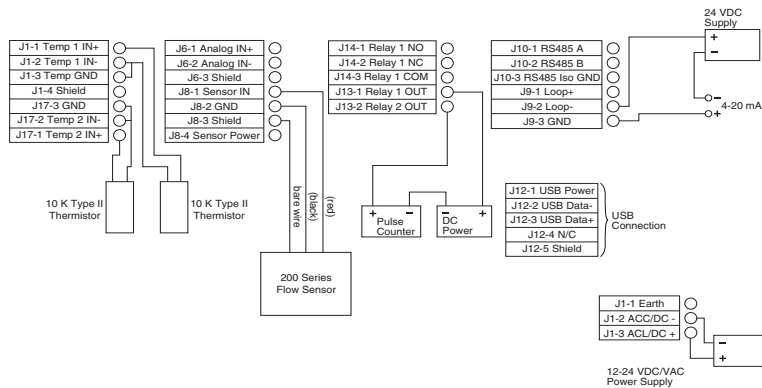 24 VDC
Supply
+
−
J1-1 Temp 1 IN+
J1-2 Temp 1 IN-
J1-3 Temp GND
J1-4 Shield
J17-3 GND
J17-2 Temp 2 IN-
J17-1 Temp 2 IN+
J6-1 Analog IN+
J6-2 Analog IN-
J6-3 Shield
J8-1 Sensor IN
J8-2 GND
J8-3 Shield
J8-4 Sensor Power
J14-1 Relay 1 NO
J14-2 Relay 1 NC
J14-3 Relay 1 COM
J13-1 Relay 1 OUT
J13-2 Relay 2 OUT
J10-1 RS485 A
J10-2 RS485 B
J10-3 RS485 Iso GND
J9-1 Loop+
J9-2 Loop-
J9-3 GND
−
4-20 mA
+
10 K Type II
Thermistor
10 K Type II
Thermistor
bare wire
(black)
(red)
200 Series
Flow Sensor
+ −
Pulse
Counter
− +
DC
Power
J12-1 USB Power
J12-2 USB Data-
J12-3 USB Data+
J12-4 N/C
J12-5 Shield
USB
Connection
J1-1 Earth
J1-2 ACC/DC -
J1-3 ACL/DC +
−
+
12-24 VDC/VAC
Power Supply